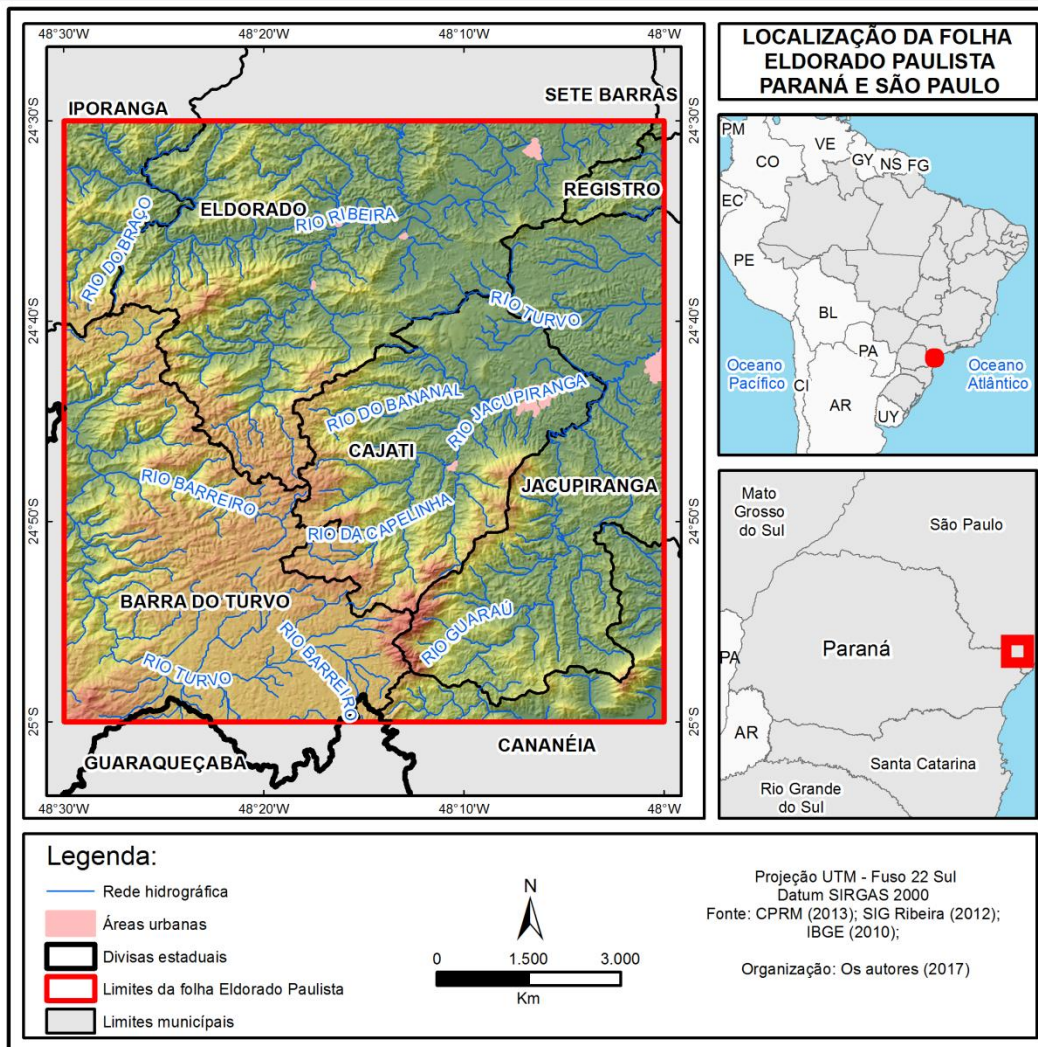 LOCALIZAÇÃO DA FOLHA
ELDORADO PAULISTA
PARANÁ E SÃO PAULO
48°30'W
48°20'W
48°10'W
48°W
24°30'S
24°40'S
24°50'S
25°S
24°30'S
24°40'S
24°50'S
25°S
IPORANGA
SETE BARRAS
REGISTRO
ELDORADO
RIO RIBEIRA
RIO DO BRAÇO
RIO TURVO
RIO DO BANANAL
RIO JACUPIRANGA
CAJATI
RIO BARREIRO
JACUPIRANGA
RIO DA CAPELINHA
BARRA DO TURVO
RIO GUARAÚ
RIO BARREIRO
RIO TURVO
GUARAQUEÇABA
CANANÉIA
48°30'W
48°20'W
48°10'W
48°W
PM
VE
GY
NS
FG
CO
EC
PE
BL
PA
CI
AR
UY
Oceano
Pacífico
Oceano
Atlântico
Mato
Grosso
do Sul
São Paulo
Paraná
PA
AR
Santa Catarina
Rio Grande
do Sul
Legenda:
Rede hidrográfica
Áreas urbanas
Divisas estaduais
Limites da folha Eldorado Paulista
Limites municípais
N
0 1.500 3.000
Km
Projeção UTM - Fuso 22 Sul
Datum SIRGAS 2000
Fonte: CPRM (2013); SIG Ribeira (2012);
IBGE (2010);
Organização: Os autores (2017)